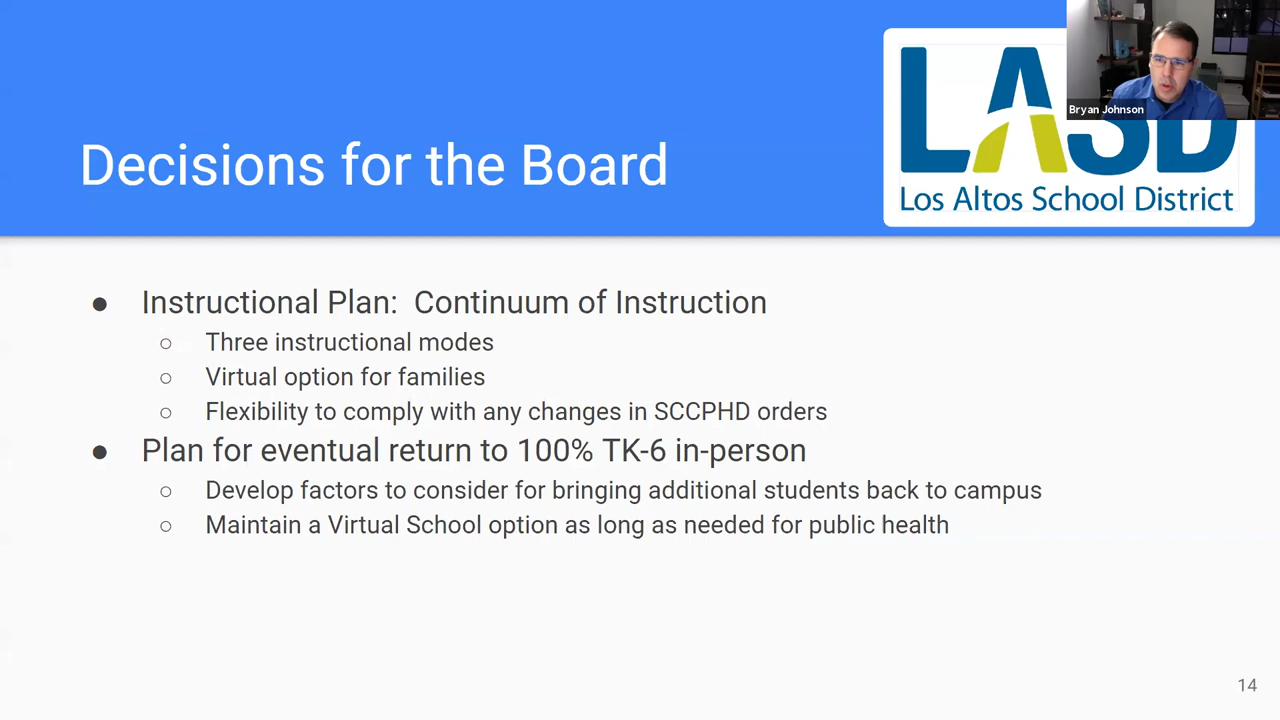 Bryan Johnson
LASD
Los Altos School District
Decisions for the Board
● Instructional Plan:  Continuum of Instruction
○ Three instructional modes
○ Virtual option for families
○ Flexibility to comply with any changes in SCCPHD orders
● Plan for eventual return to 100% TK-6 in-person
○ Develop factors to consider for bringing additional students back to campus
○ Maintain a Virtual School option as long as needed for public health
14